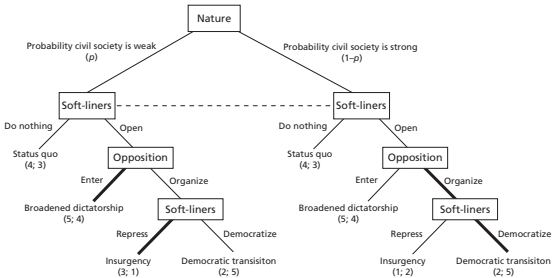 Nature
Probability civil society is weak
(p)
Probability civil society is strong
(1–p)
Soft-liners
Soft-liners
Do nothing
Open
Do nothing
Open
Status quo
(4; 3)
Opposition
Status quo
(4; 3)
Opposition
Enter
Organize
Enter
Organize
Broadened dictatorship
(5; 4)
Soft-liners
Broadened dictatorship
(5; 4)
Soft-liners
Repress
Democratize
Repress
Democratize
Insurgency
(3; 1)
Democratic transiton
(2; 5)
Insurgency
(1; 2)
Democratic transiton
(2; 5)